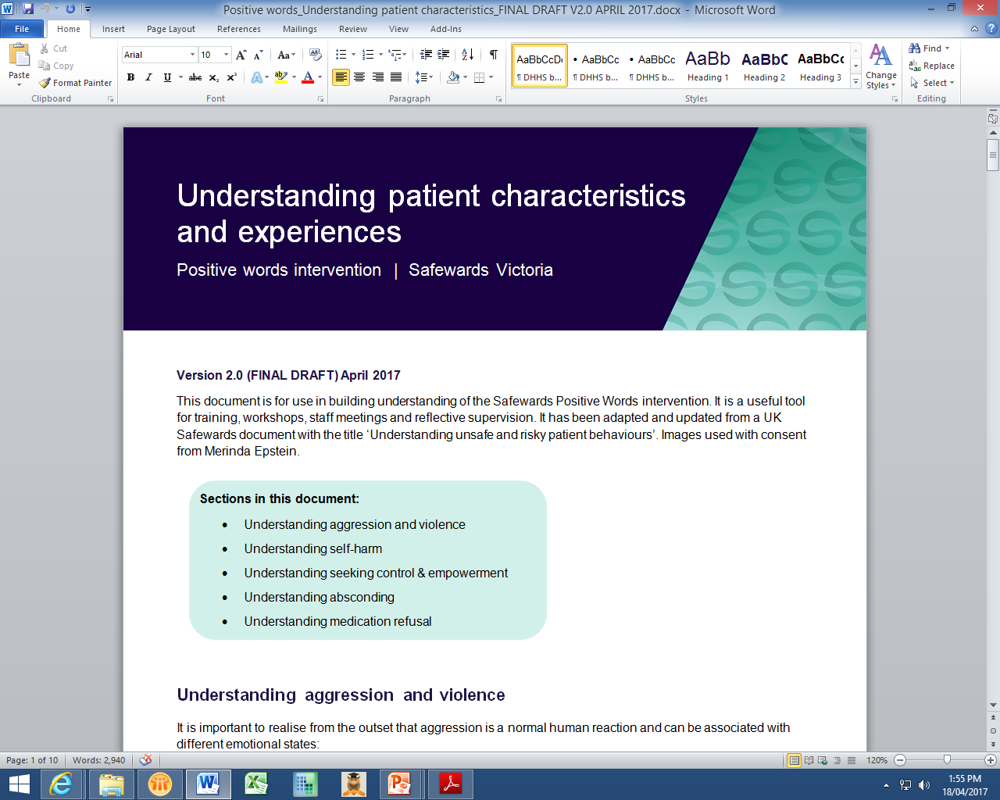 Positive words_Understanding patient characteristics_FINAL DRAFT V2.0 APRIL 2017.docx - Microsoft Word
File Home Insert Page Layout References Mailings Review View Add-Ins
Paste
Cut
Copy
Format Painter
Clipboard
Arial 10
Font
Paragraph
AaBbCcDc AaBbCc AaBbCc AaBb AaBbC AaBbCc
¶ DHHS b... ¶ DHHS b... ¶ DHHS b... Heading 1 Heading 2 Heading 3
Change Styles
Styles
Find
Replace
Select
Editing
Understanding patient characteristics
and experiences
Positive words intervention | Safewards Victoria
Version 2.0 (FINAL DRAFT) April 2017
This document is for use in building understanding of the Safewards Positive Words intervention. It is a useful tool
for training, workshops, staff meetings and reflective supervision. It has been adapted and updated from a UK
Safewards document with the title ‘Understanding unsafe and risky patient behaviours’. Images used with consent
from Merinda Epstein.
Sections in this document:
• Understanding aggression and violence
• Understanding self-harm
• Understanding seeking control & empowerment
• Understanding absconding
• Understanding medication refusal
Understanding aggression and violence
It is important to realise from the outset that aggression is a normal human reaction and can be associated with
different emotional states:
Page: 1 of 10 Words: 2,940 120%
1:55 PM
18/04/2017